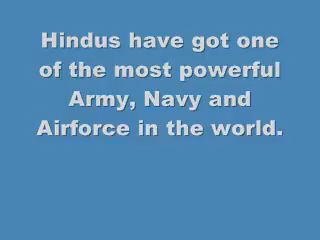 Hindus have got one
of the most powerful
Army, Navy and
Airforce in the world.